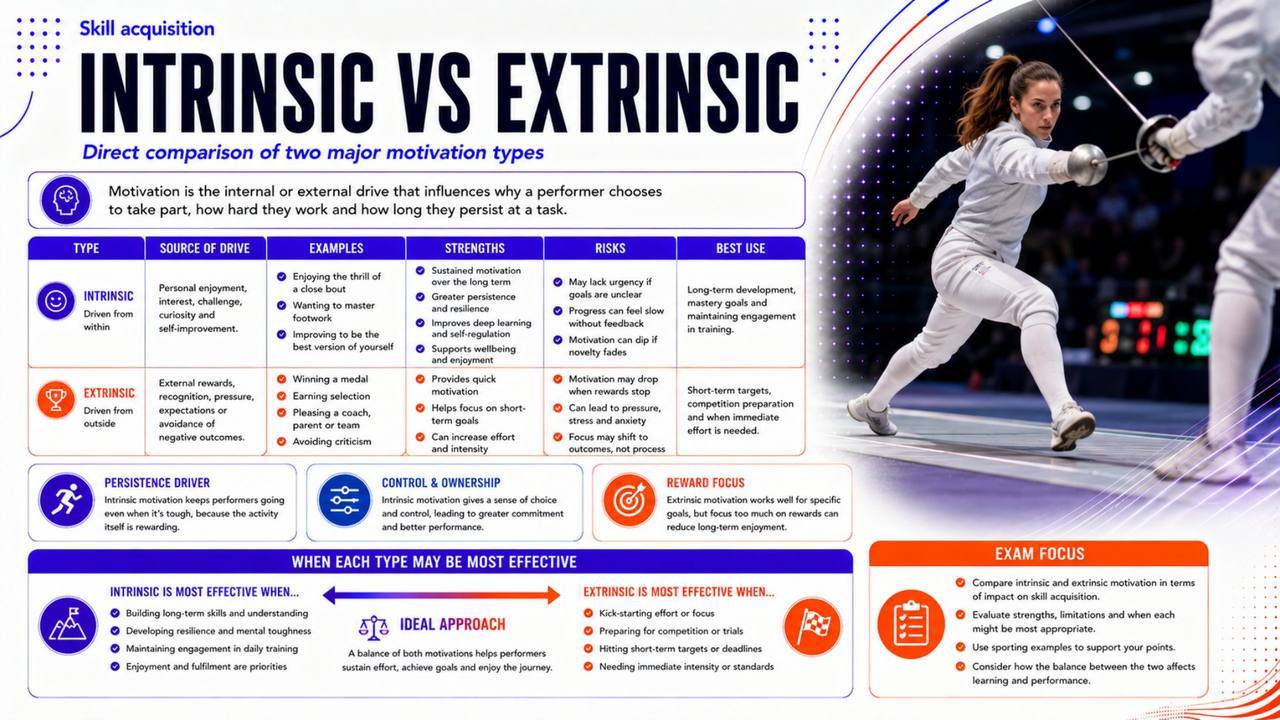 Skill acquisition
INTRINSIC VS EXTRINSIC
Direct comparison of two major motivation types
Motivation is the internal or external drive that influences why a performer chooses
to take part, how hard they work and how long they persist at a task.
TYPE
SOURCE OF DRIVE
EXAMPLES
STRENGTHS
RISKS
BEST USE
INTRINSIC
Driven from
within
Personal enjoyment,
interest, challenge,
curiosity and
self-improvement.
Enjoying the thrill of
a close bout
Wanting to master
footwork
Improving to be the
best version of yourself
Sustained motivation
over the long term
Greater persistence
and resilience
Improves deep learning
and self-regulation
Supports wellbeing
and enjoyment
May lack urgency if
goals are unclear
Progress can feel slow
without feedback
Motivation can dip if
novelty fades
Long-term development,
mastery goals and
maintaining engagement
in training.
EXTRINSIC
Driven from
outside
External rewards,
recognition, pressure,
expectations or
avoidance of
negative outcomes.
Winning a medal
Earning selection
Pleasing a coach,
parent or team
Avoiding criticism
Provides quick
motivation
Helps focus on short-
term goals
Can increase effort
and intensity
Motivation may drop
when rewards stop
Can lead to pressure,
stress and anxiety
Focus may shift to
outcomes, not process
Short-term targets,
competition preparation
and when immediate
effort is needed.
PERSISTENCE DRIVER
Intrinsic motivation keeps performers going
even when it's tough, because the activity
itself is rewarding.
CONTROL & OWNERSHIP
Intrinsic motivation gives a sense of choice
and control, leading to greater commitment
and better performance.
REWARD FOCUS
Extrinsic motivation works well for specific
goals, but focus too much on rewards can
reduce long-term enjoyment.
WHEN EACH TYPE MAY BE MOST EFFECTIVE
INTRINSIC IS MOST EFFECTIVE WHEN...
Building long-term skills and understanding
Developing resilience and mental toughness
Maintaining engagement in daily training
Enjoyment and fulfilment are priorities
IDEAL APPROACH
A balance of both motivations helps performers
sustain effort, achieve goals and enjoy the journey.
EXTRINSIC IS MOST EFFECTIVE WHEN...
Kick-starting effort or focus
Preparing for competition or trials
Hitting short-term targets or deadlines
Needing immediate intensity or standards
EXAM FOCUS
Compare intrinsic and extrinsic motivation in terms
of impact on skill acquisition.
Evaluate strengths, limitations and when each
might be most appropriate.
Use sporting examples to support your points.
Consider how the balance between the two affects
learning and performance.